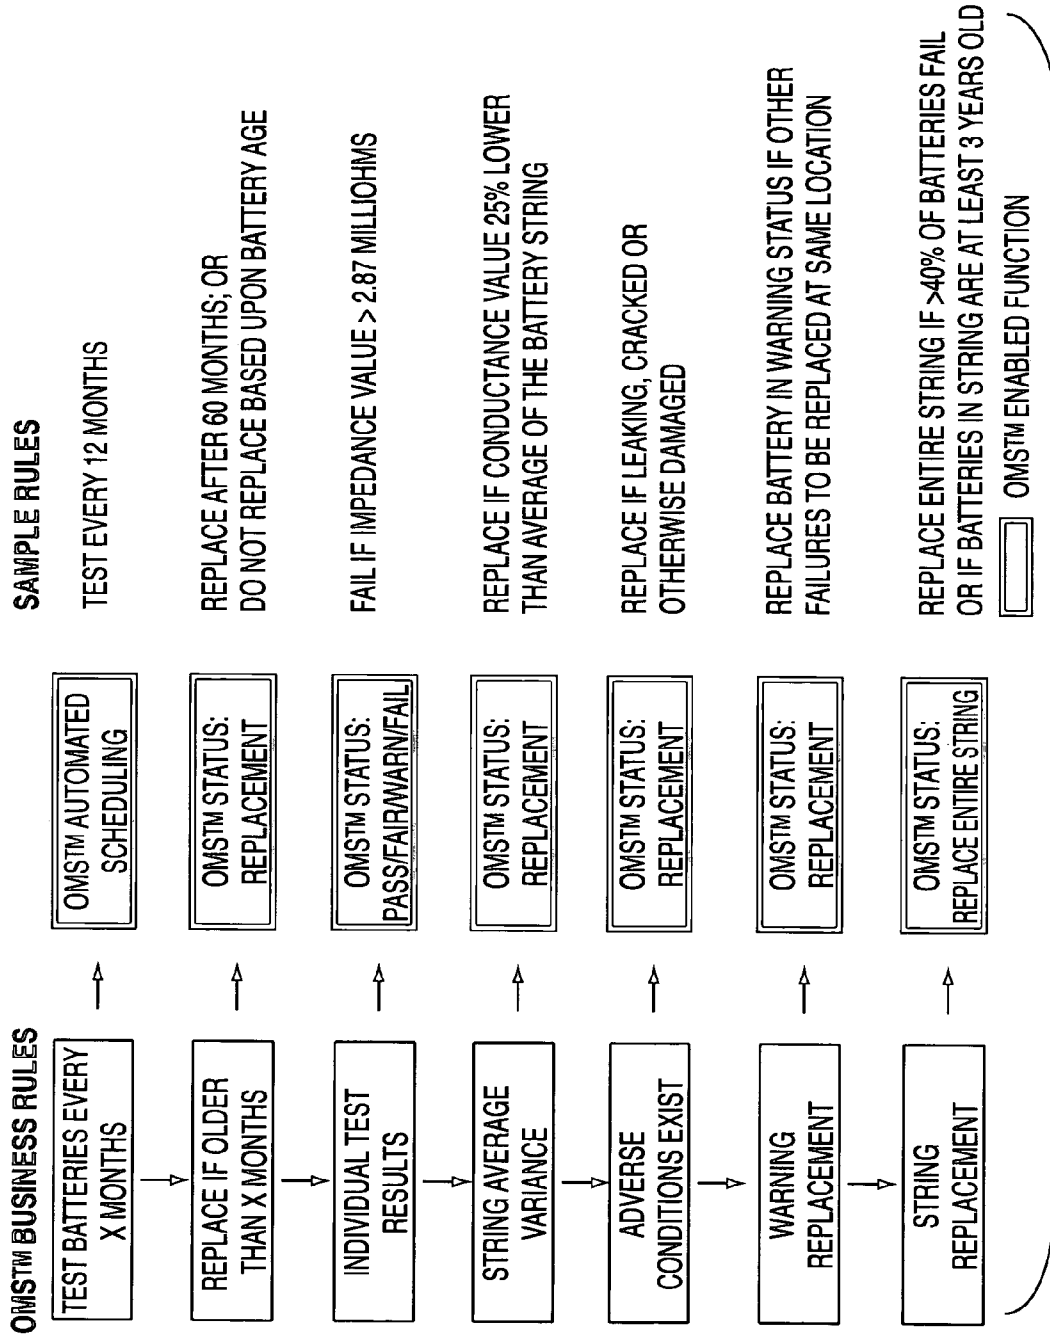 OMS™ BUSINESS RULES
SAMPLE RULES
TEST BATTERIES EVERY
X MONTHS
OMS™ AUTOMATED
SCHEDULING
TEST EVERY 12 MONTHS
REPLACE IF OLDER
THAN X MONTHS
OMS™ STATUS:
REPLACEMENT
REPLACE AFTER 60 MONTHS; OR
DO NOT REPLACE BASED UPON BATTERY AGE
INDIVIDUAL TEST
RESULTS
OMS™ STATUS:
PASS/FAIR/WARN/FAIL
FAIL IF IMPEDANCE VALUE > 2.87 MILLIOHMS
STRING AVERAGE
VARIANCE
OMS™ STATUS:
REPLACEMENT
REPLACE IF CONDUCTANCE VALUE 25% LOWER
THAN AVERAGE OF THE BATTERY STRING
ADVERSE
CONDITIONS EXIST
OMS™ STATUS:
REPLACEMENT
REPLACE IF LEAKING, CRACKED OR
OTHERWISE DAMAGED
WARNING
REPLACEMENT
OMS™ STATUS:
REPLACEMENT
REPLACE BATTERY IN WARNING STATUS IF OTHER
FAILURES TO BE REPLACED AT SAME LOCATION
STRING
REPLACEMENT
OMS™ STATUS:
REPLACE ENTIRE STRING
REPLACE ENTIRE STRING IF >40% OF BATTERIES FAIL
OR IF BATTERIES IN STRING ARE AT LEAST 3 YEARS OLD
OMS™ ENABLED FUNCTION